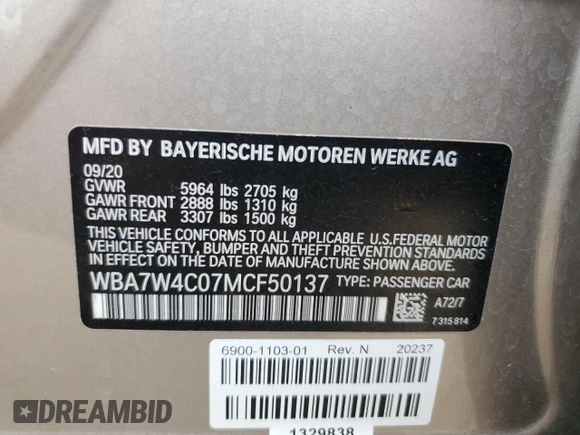 MFD BY BAYERISCHE MOTOREN WERKE AG
09/20
GVWR 5964 lbs 2705 kg
GAWR FRONT 2888 lbs 1310 kg
GAWR REAR 3307 lbs 1500 kg
THIS VEHICLE CONFORMS TO ALL APPLICABLE U.S.FEDERAL MOTOR
VEHICLE SAFETY, BUMPER AND THEFT PREVENTION STANDARDS
IN EFFECT ON THE DATE OF MANUFACTURE SHOWN ABOVE.
WBA7W4C07MCF50137 TYPE: PASSENGER CAR
A72/7
7 315 814
6900-1103-01 Rev. N 20237
1329838
DREAMBID